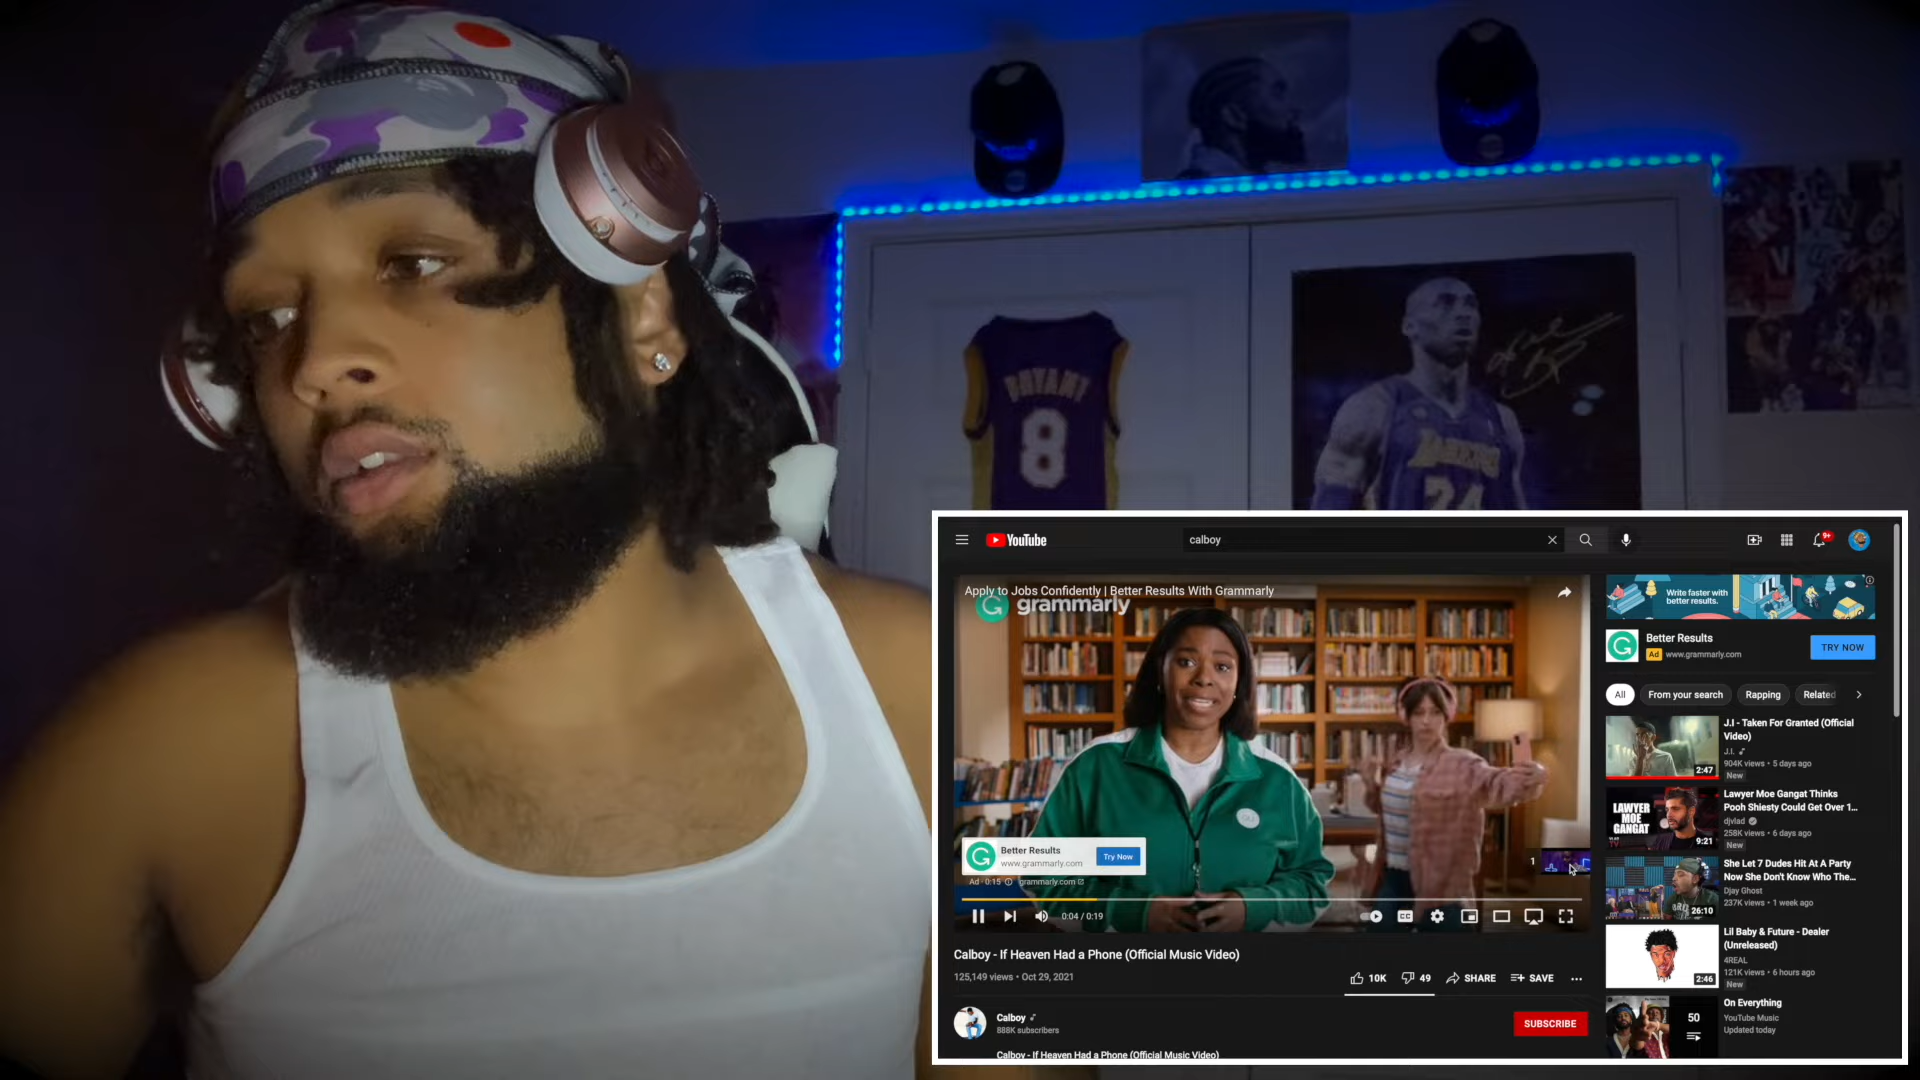 BRYANT
8
LAKERS
24
YouTube
calboy
9+
Apply to Jobs Confidently | Better Results With Grammarly
grammarly
Better Results
www.grammarly.com
Try Now
Ad · 0:15
grammarly.com
1
0:04 / 0:19
CC
Calboy - If Heaven Had a Phone (Official Music Video)
125,149 views • Oct 29, 2021
10K
49
SHARE
SAVE
Calboy
888K subscribers
SUBSCRIBE
Calboy - If Heaven Had a Phone (Official Music Video)
Write faster with
better results.
Better Results
Ad www.grammarly.com
TRY NOW
All
From your search
Rapping
Related
J.I - Taken For Granted (Official
Video)
J.I.
904K views • 5 days ago
New
2:47
LAWYER
MOE
GANGAT
9:21
Lawyer Moe Gangat Thinks
Pooh Shiesty Could Get Over 1...
djvlad
258K views • 6 days ago
New
She Let 7 Dudes Hit At A Party
Now She Don't Know Who The...
Djay Ghost
237K views • 1 week ago
26:10
Lil Baby & Future - Dealer
(Unreleased)
4REAL
121K views • 6 hours ago
New
2:46
On Everything
YouTube Music
Updated today
50